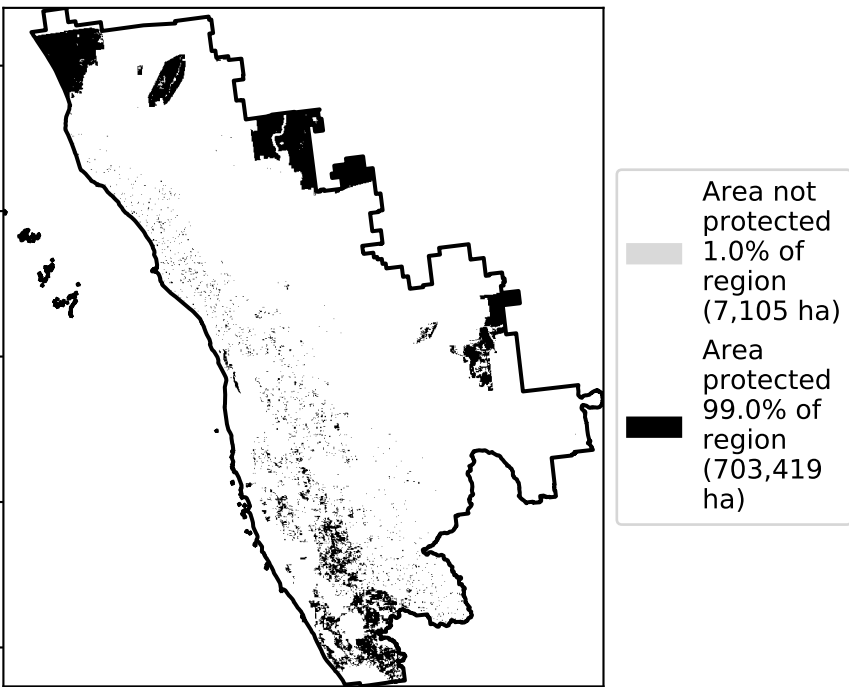 Area not
protected
1.0% of
region
(7,105 ha)
Area
protected
99.0% of
region
(703,419
ha)